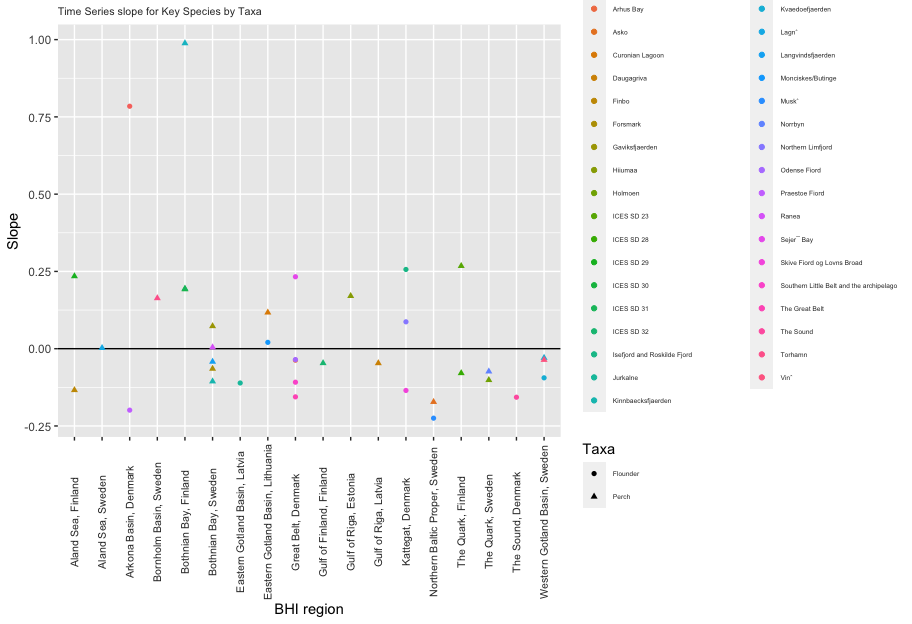 Time Series slope for Key Species by Taxa
1.00
0.75
0.50
0.25
0.00
-0.25
Slope
Aland Sea, Finland
Aland Sea, Sweden
Arkona Basin, Denmark
Bornholm Basin, Sweden
Bothnian Bay, Finland
Bothnian Bay, Sweden
Eastern Gotland Basin, Latvia
Eastern Gotland Basin, Lithuania
Great Belt, Denmark
Gulf of Finland, Finland
Gulf of Riga, Estonia
Gulf of Riga, Latvia
Kattegat, Denmark
Northern Baltic Proper, Sweden
The Quark, Finland
The Quark, Sweden
The Sound, Denmark
Western Gotland Basin, Sweden
BHI region
Arhus Bay
Asko
Curonian Lagoon
Daugagriva
Finbo
Forsmark
Gaviksfjaerden
Hiiumaa
Holmoen
ICES SD 23
ICES SD 28
ICES SD 29
ICES SD 30
ICES SD 31
ICES SD 32
Isefjord and Roskilde Fjord
Jurkalne
Kinnbaecksfjaerden
Kvaedoefjaerden
Lagnˆ
Langvindsfjaerden
Monciskes/Butinge
Muskˆ
Norrbyn
Northern Limfjord
Odense Fiord
Praestoe Fiord
Ranea
Sejer¯ Bay
Skive Fiord og Lovns Broad
Southern Little Belt and the archipelago
The Great Belt
The Sound
Torhamn
Vinˆ
Taxa
Flounder
Perch